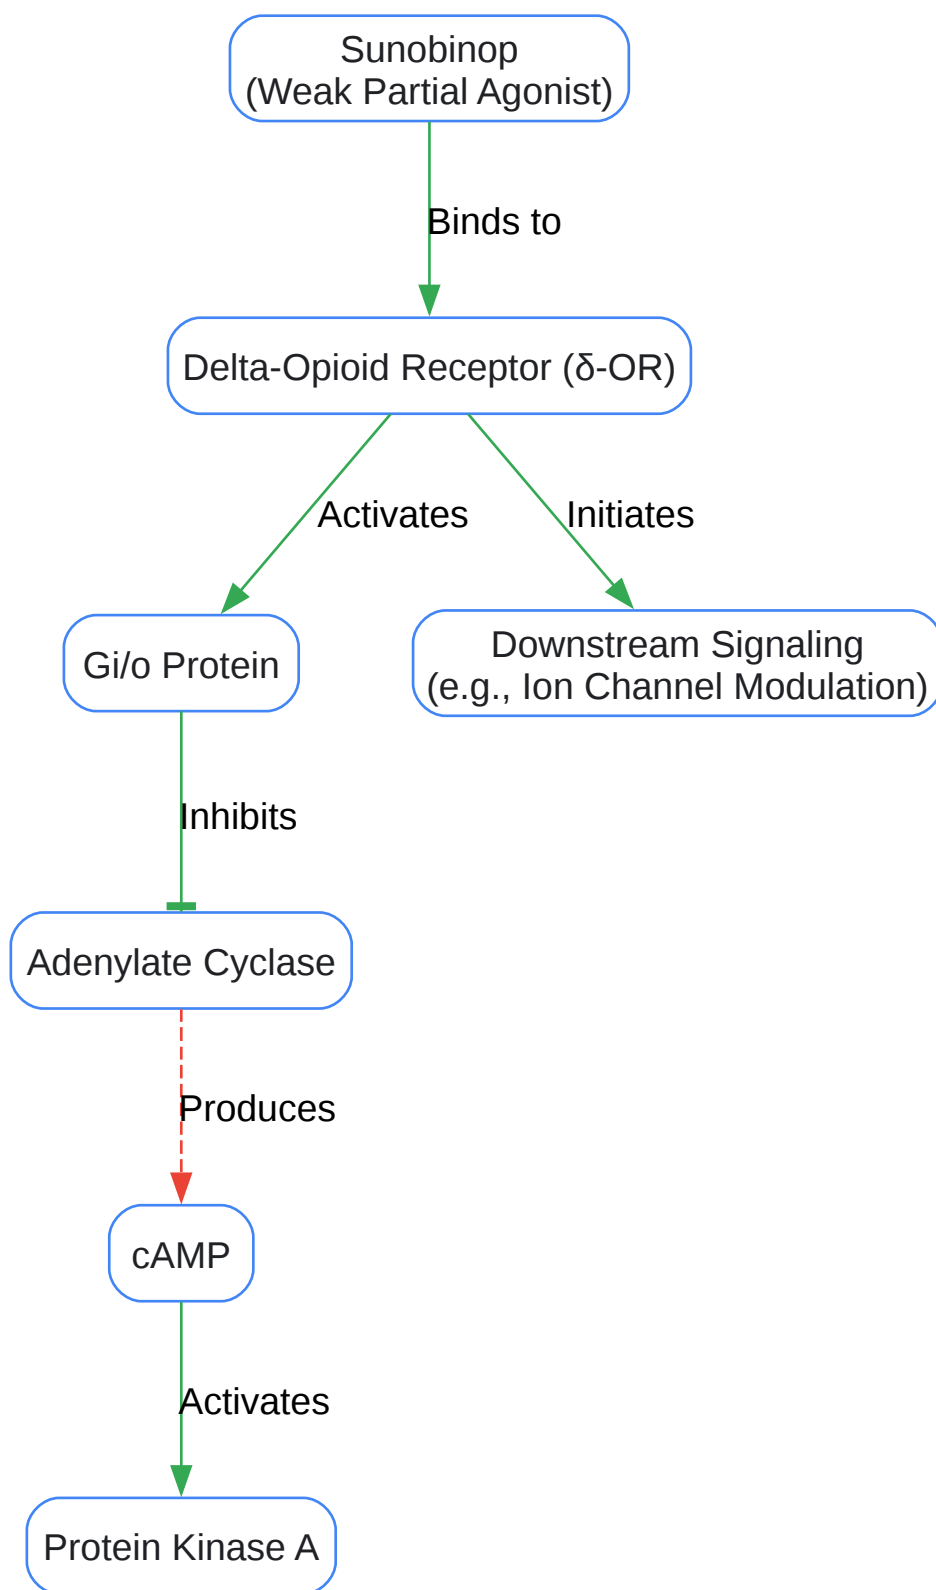 Sunobinop
(Weak Partial Agonist)
Binds to
Delta-Opioid Receptor (δ-OR)
Activates
Initiates
Gi/o Protein
Downstream Signaling
(e.g., Ion Channel Modulation)
Inhibits
Adenylate Cyclase
Produces
cAMP
Activates
Protein Kinase A